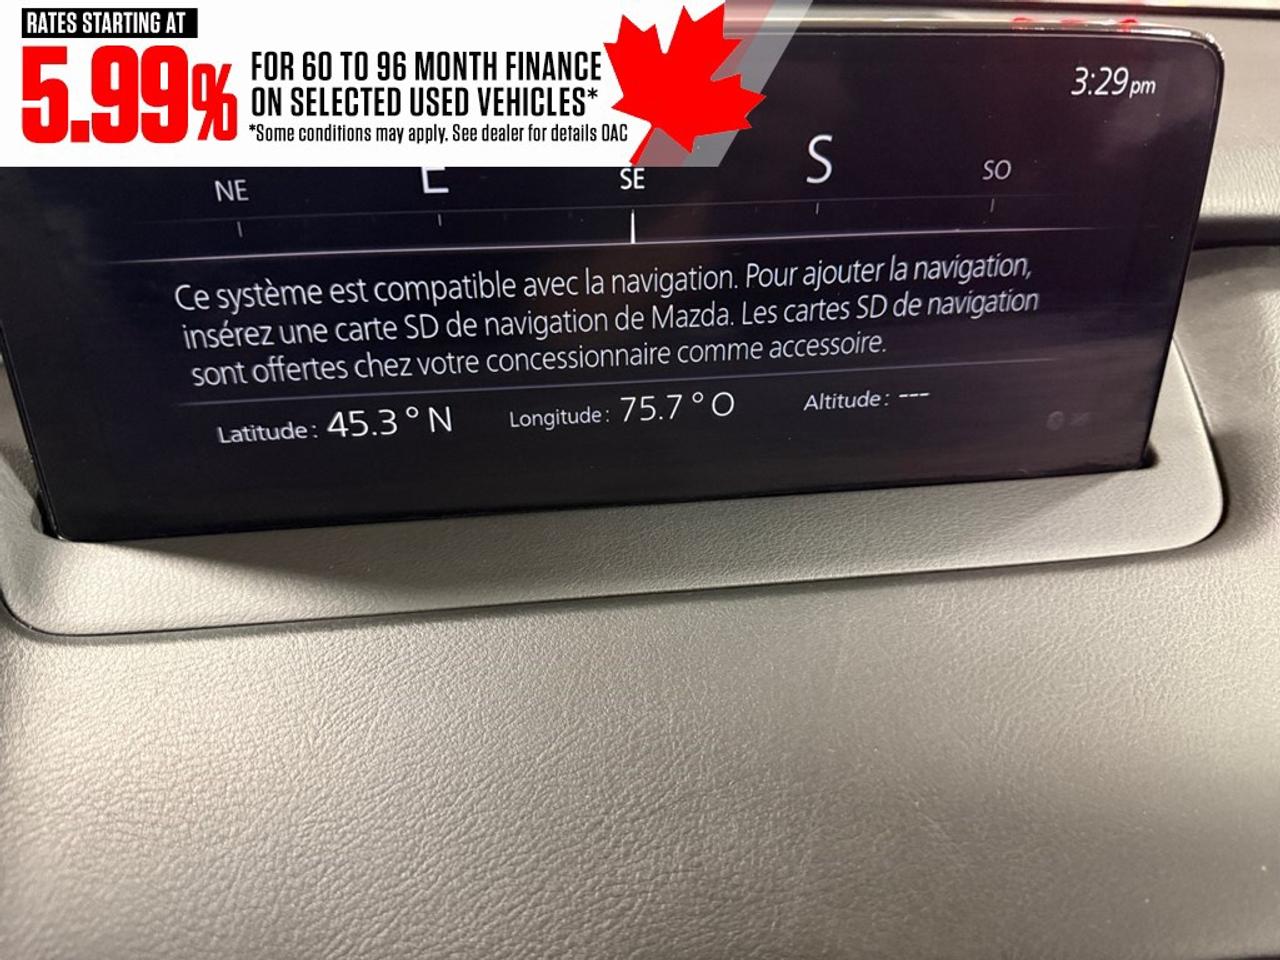 RATES STARTING AT
5.99%
FOR 60 TO 96 MONTH FINANCE
ON SELECTED USED VEHICLES*
*Some conditions may apply. See dealer for details OAC
3:29pm
NE E SE S SO
Ce système est compatible avec la navigation. Pour ajouter la navigation,
insérez une carte SD de navigation de Mazda. Les cartes SD de navigation
sont offertes chez votre concessionnaire comme accessoire.
Latitude: 45.3° N Longitude: 75.7° O Altitude: ---